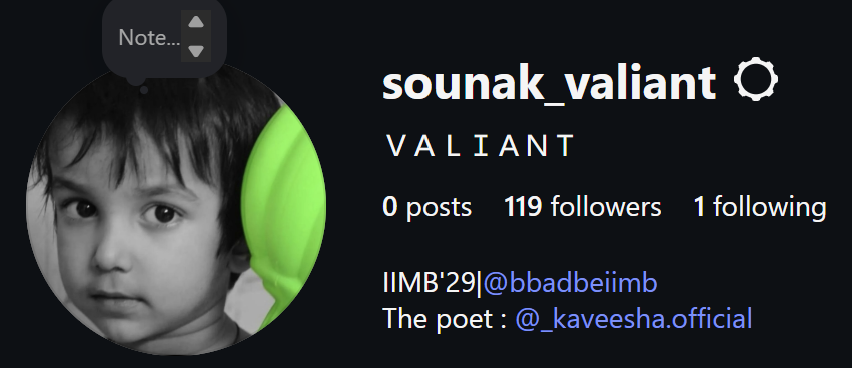 Note...
sounak_valiant
V A L I A N T
0 posts 119 followers 1 following
IIMB'29|@bbadbeiimb
The poet : @_kaveesha.official